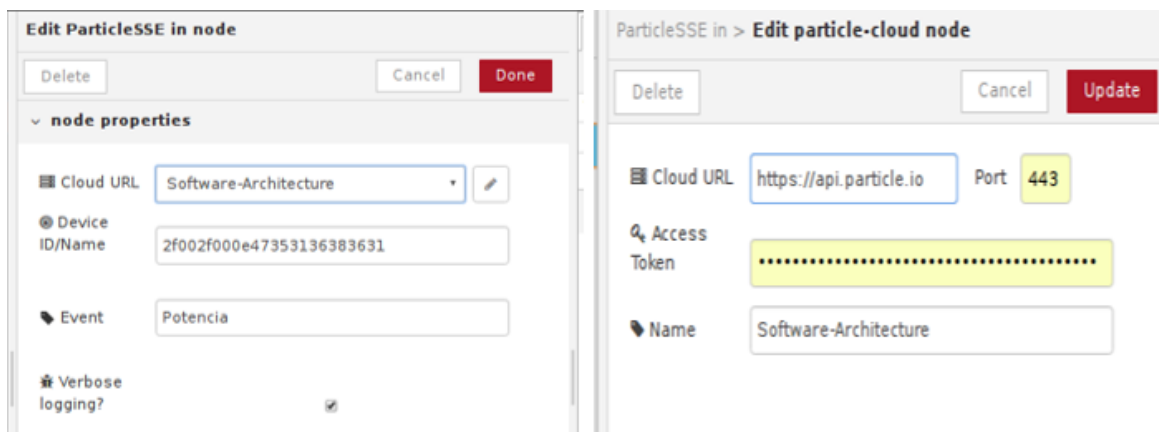 Edit ParticleSSE in node
Delete Cancel Done
node properties
Cloud URL Software-Architecture
Device
ID/Name 2f002f000e47353136383631
Event Potencia
Verbose
logging?
ParticleSSE in > Edit particle-cloud node
Delete Cancel Update
Cloud URL https://api.particle.io Port 443
Access
Token
Name Software-Architecture